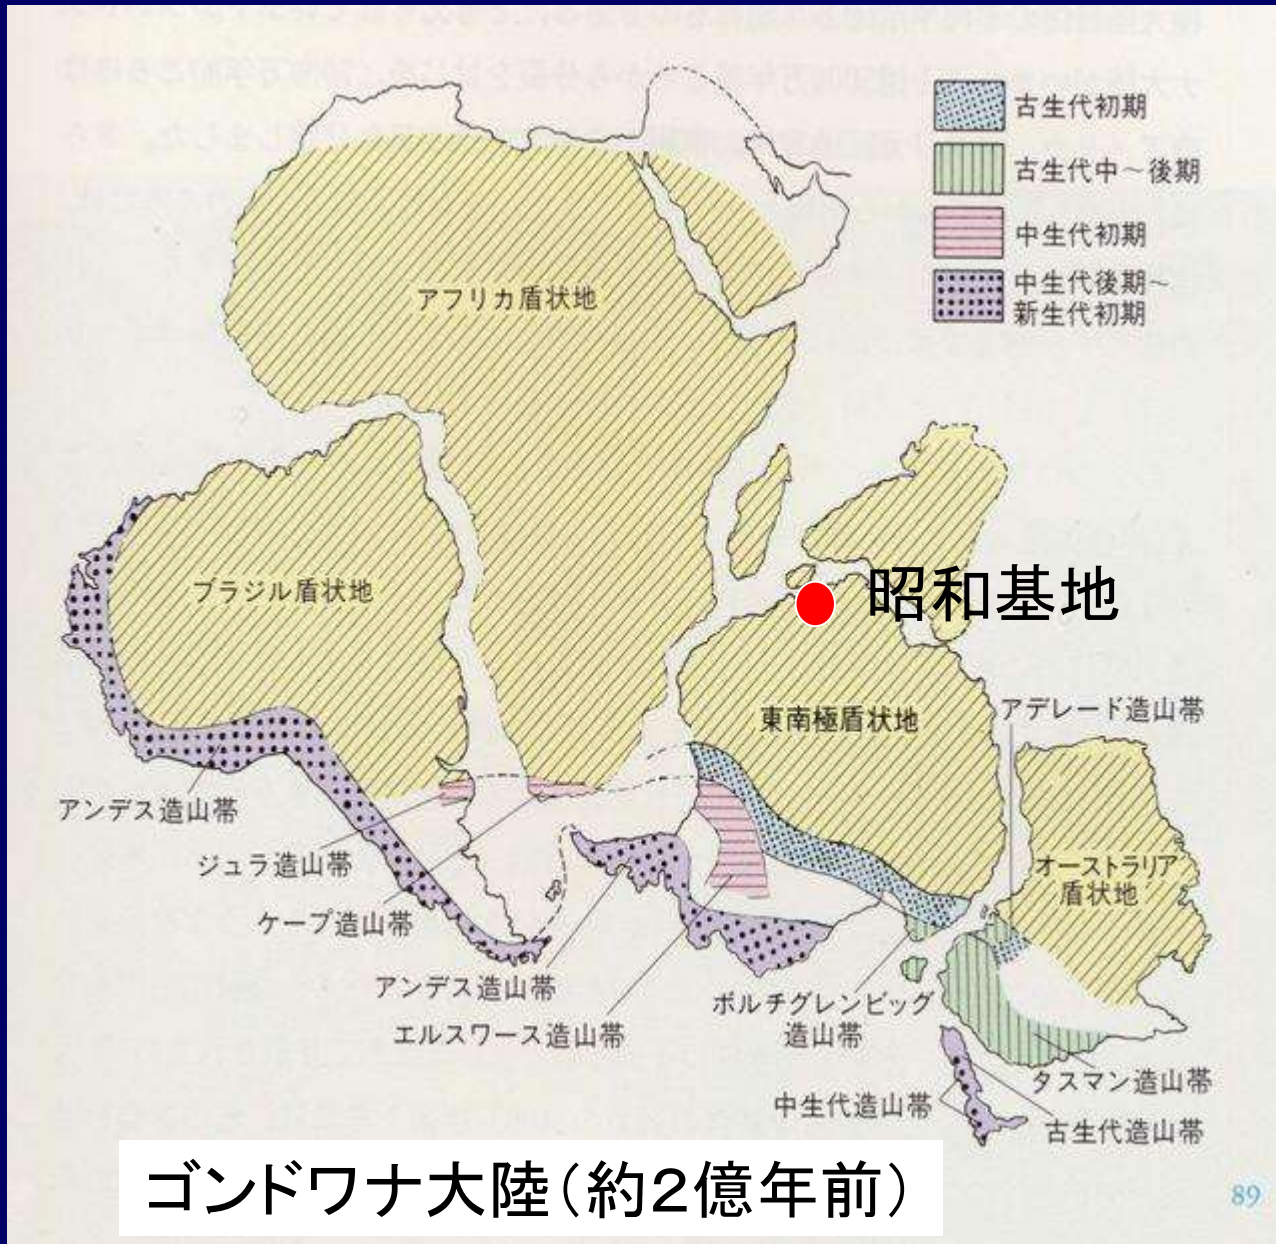 古生代初期
古生代中～後期
中生代初期
中生代後期～
新生代初期
アフリカ盾状地
ブラジル盾状地
昭和基地
東南極盾状地
アデレード造山帯
アンデス造山帯
ジュラ造山帯
ケープ造山帯
オーストラリア
盾状地
アンデス造山帯
エルスワース造山帯
ボルチグレンビッグ
造山帯
タスマン造山帯
中生代造山帯
古生代造山帯
ゴンドワナ大陸（約２億年前）
89